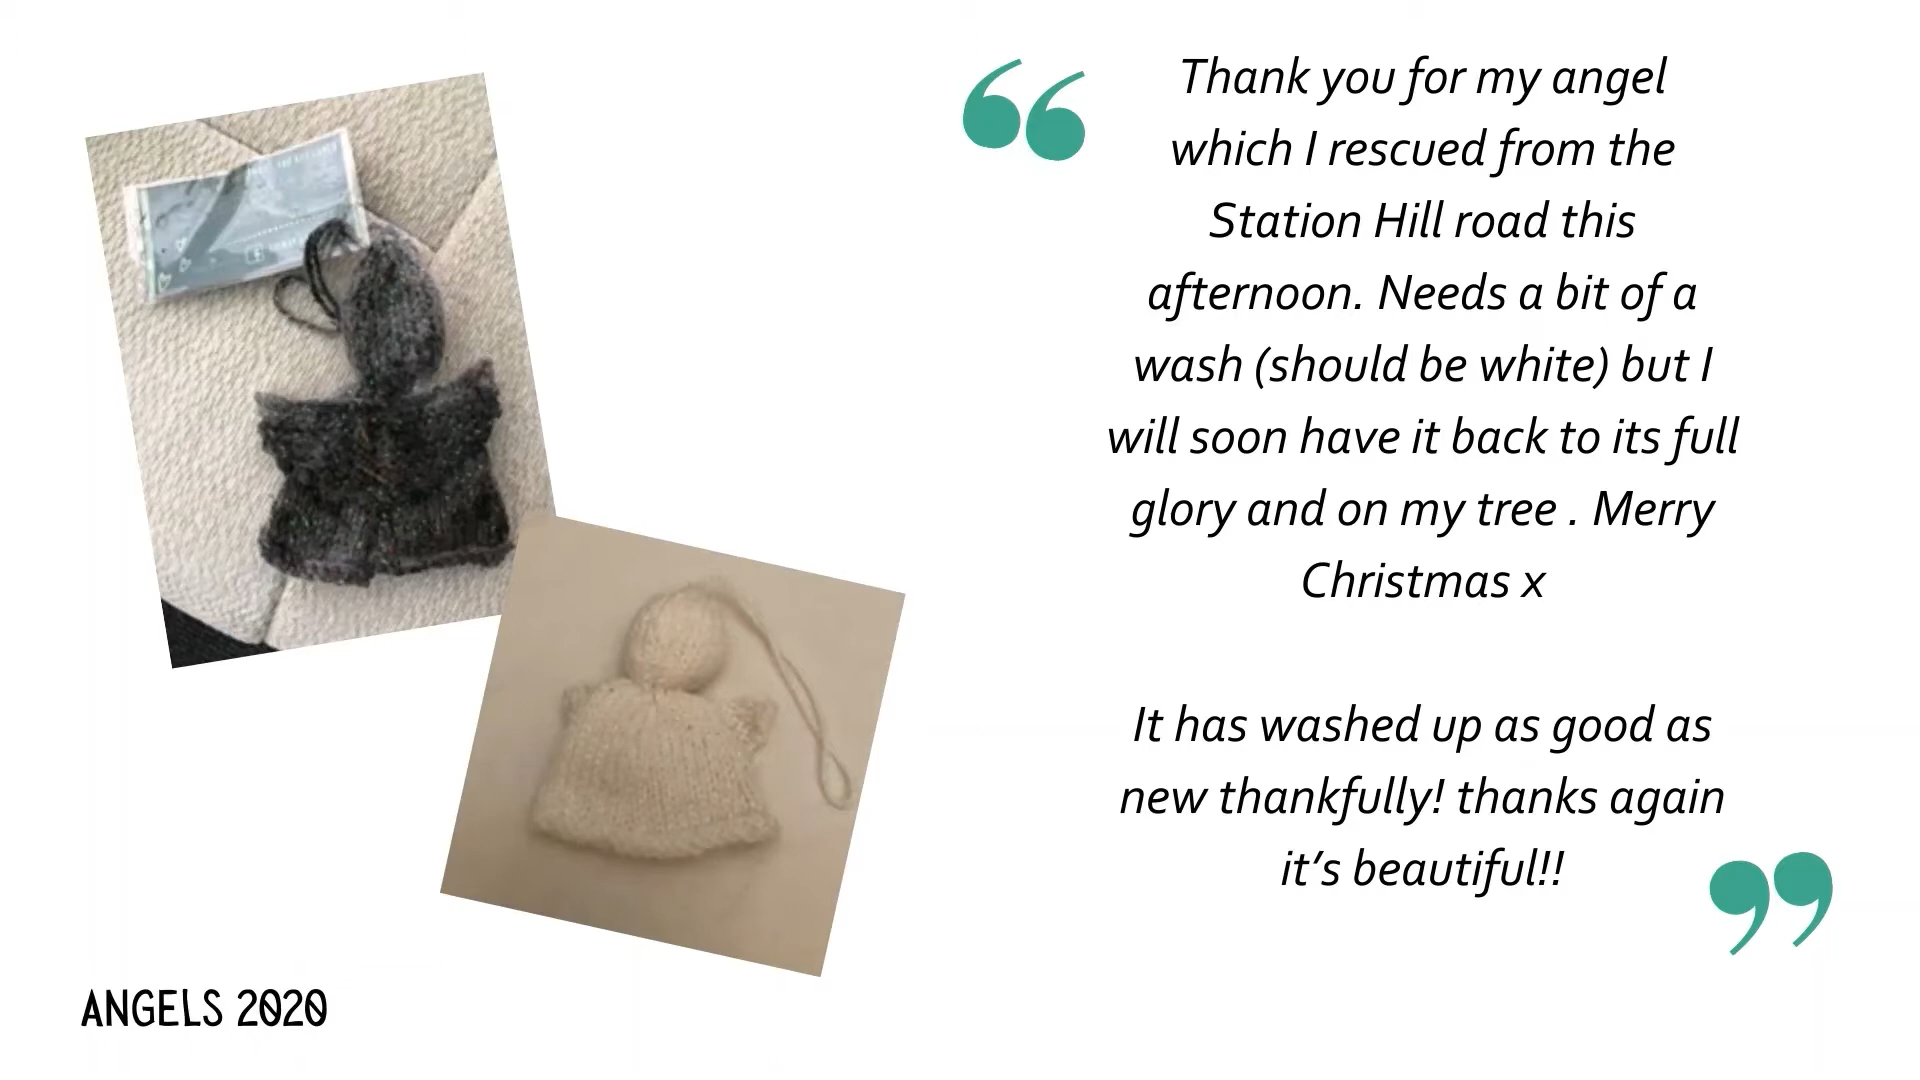 Thank you for my angel
which I rescued from the
Station Hill road this
afternoon. Needs a bit of a
wash (should be white) but I
will soon have it back to its full
glory and on my tree . Merry
Christmas x
It has washed up as good as
new thankfully! thanks again
it’s beautiful!!
ANGELS 2020